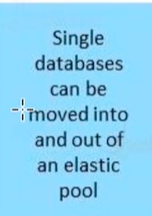 Single
databases
can be
moved into
and out of
an elastic
pool